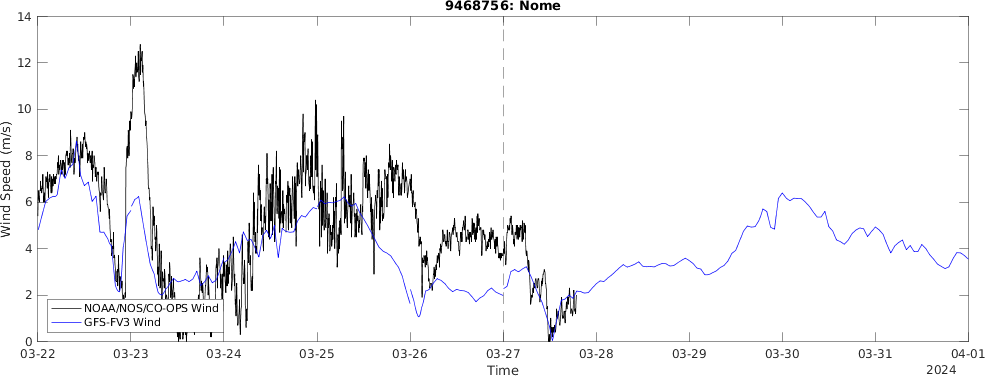 9468756: Nome
Wind Speed (m/s)
14
12
10
8
6
4
2
0
NOAA/NOS/CO-OPS Wind
GFS-FV3 Wind
03-22 03-23 03-24 03-25 03-26 03-27 03-28 03-29 03-30 03-31 04-01
Time
2024